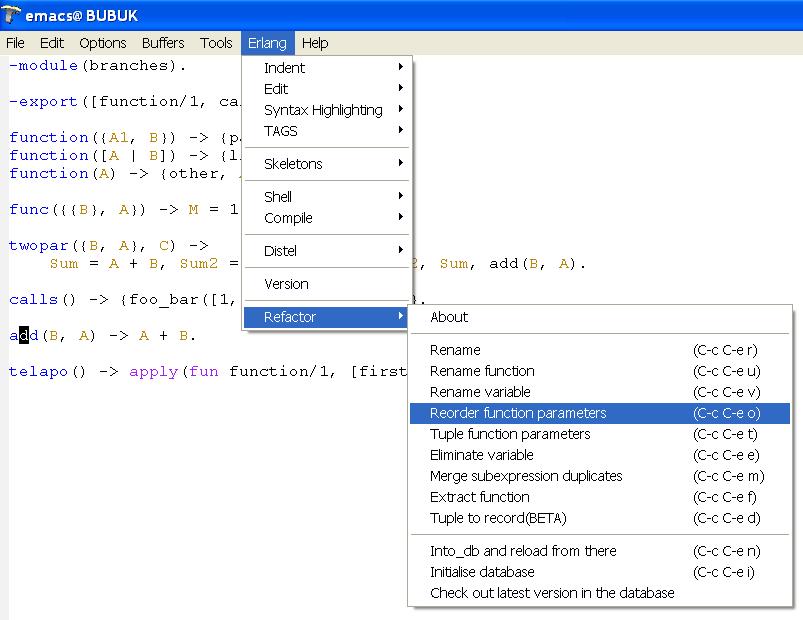 emacs@ BUBUK
File Edit Options Buffers Tools Erlang Help
-module(branches).
-export([function/1, ca
function({A1, B}) -> {p
function([A | B]) -> {l
function(A) -> {other,
func({{B}, A}) -> M = 1
twopar({B, A}, C) ->
Sum = A + B, Sum2 = 2, Sum, add(B, A).
calls() -> {foo_bar([1, }.
add(B, A) -> A + B.
telapo() -> apply(fun function/1, [first
Indent
Edit
Syntax Highlighting
TAGS
Skeletons
Shell
Compile
Distel
Version
Refactor
About
Rename (C-c C-e r)
Rename function (C-c C-e u)
Rename variable (C-c C-e v)
Reorder function parameters (C-c C-e o)
Tuple function parameters (C-c C-e t)
Eliminate variable (C-c C-e e)
Merge subexpression duplicates (C-c C-e m)
Extract function (C-c C-e f)
Tuple to record(BETA) (C-c C-e d)
Into_db and reload from there (C-c C-e n)
Initialise database (C-c C-e i)
Check out latest version in the database